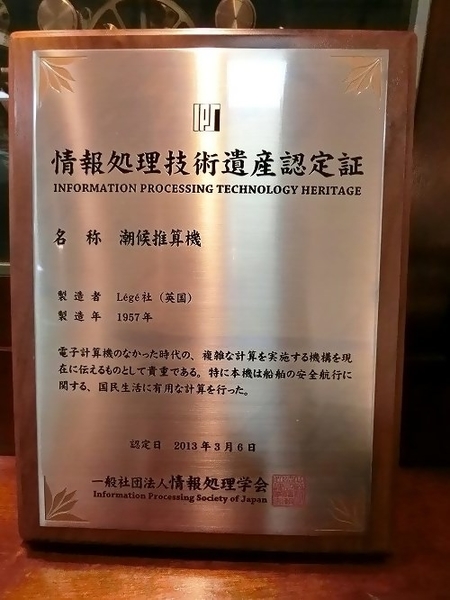 IPSJ
情報処理技術遺産認定証
INFORMATION PROCESSING TECHNOLOGY HERITAGE
名 称 潮候推算機
製造者 Légé社（英国）
製造年 1957年
電子計算機のなかった時代の、複雑な計算を実施する機構を現
在に伝えるものとして貴重である。特に本機は船舶の安全航行に
関する、国民生活に有用な計算を行った。
認定日 2013年3月6日
一般社団法人情報処理学会
Information Processing Society of Japan